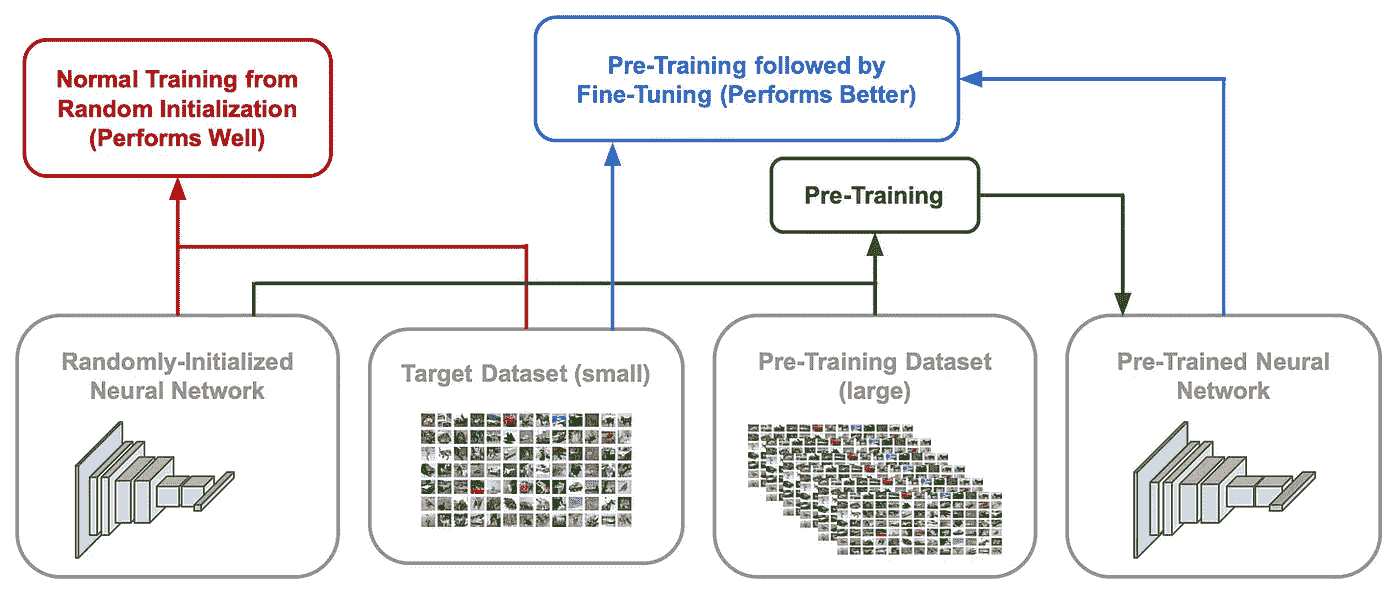 Normal Training from
Random Initialization
(Performs Well)
Pre-Training followed by
Fine-Tuning (Performs Better)
Pre-Training
Randomly-Initialized
Neural Network
Target Dataset (small)
Pre-Training Dataset
(large)
Pre-Trained Neural
Network